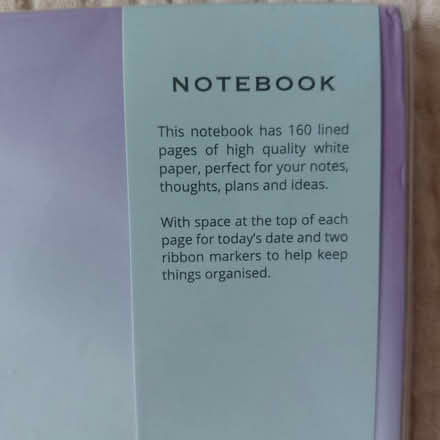 NOTEBOOK
This notebook has 160 lined
pages of high quality white
paper, perfect for your notes,
thoughts, plans and ideas.
With space at the top of each
page for today's date and two
ribbon markers to help keep
things organised.